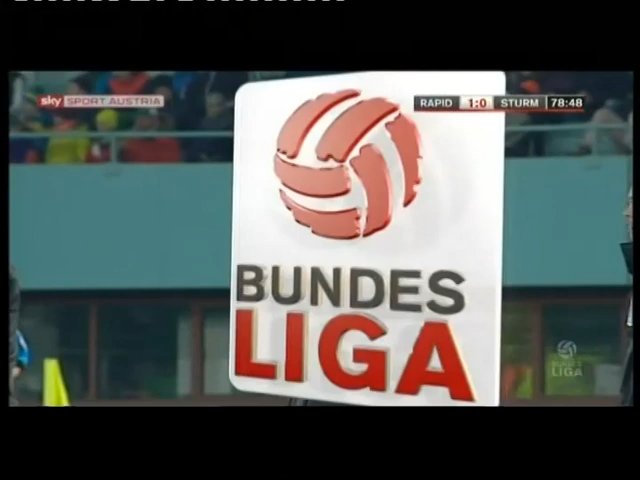 sky SPORT AUSTRIA
RAPID 1:0 STURM 78:48
BUNDES
LIGA
BUNDES
LIGA